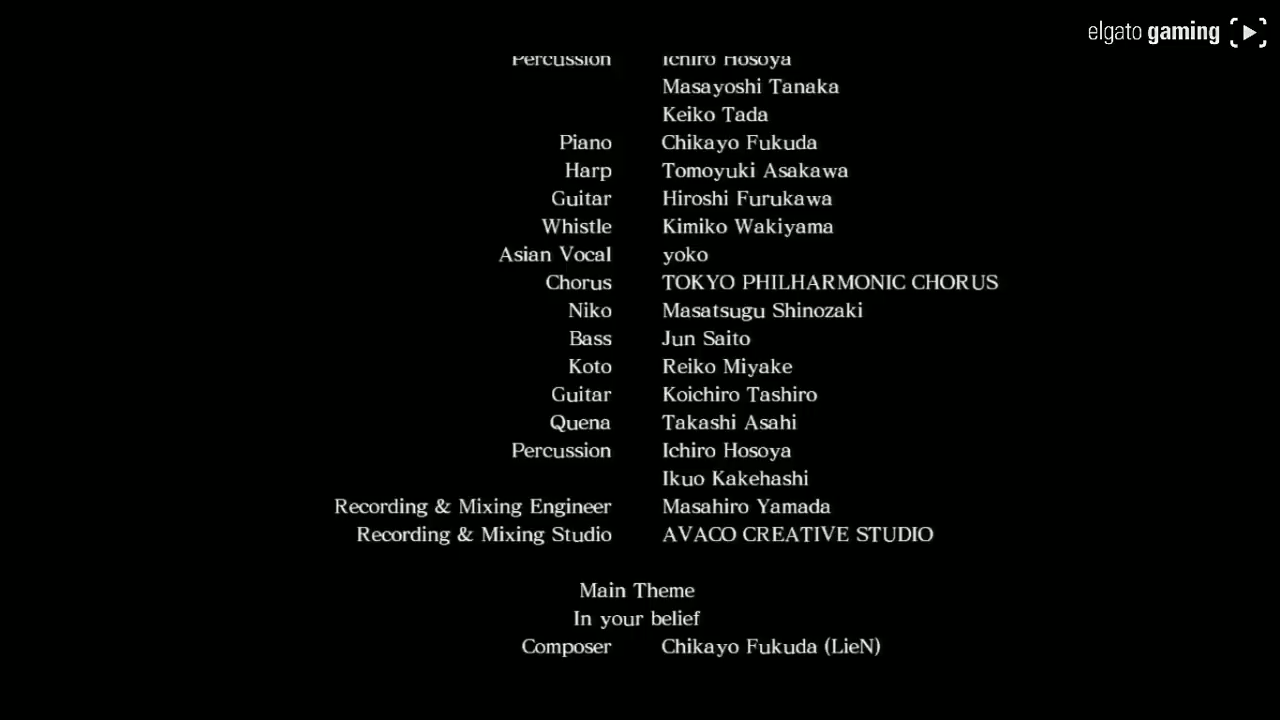 elgato gaming
Percussion Ichiro Hosoya
Masayoshi Tanaka
Keiko Tada
Piano Chikayo Fukuda
Harp Tomoyuki Asakawa
Guitar Hiroshi Furukawa
Whistle Kimiko Wakiyama
Asian Vocal yoko
Chorus TOKYO PHILHARMONIC CHORUS
Niko Masatsugu Shinozaki
Bass Jun Saito
Koto Reiko Miyake
Guitar Koichiro Tashiro
Quena Takashi Asahi
Percussion Ichiro Hosoya
Ikuo Kakehashi
Recording & Mixing Engineer Masahiro Yamada
Recording & Mixing Studio AVACO CREATIVE STUDIO
Main Theme
In your belief
Composer Chikayo Fukuda (LieN)